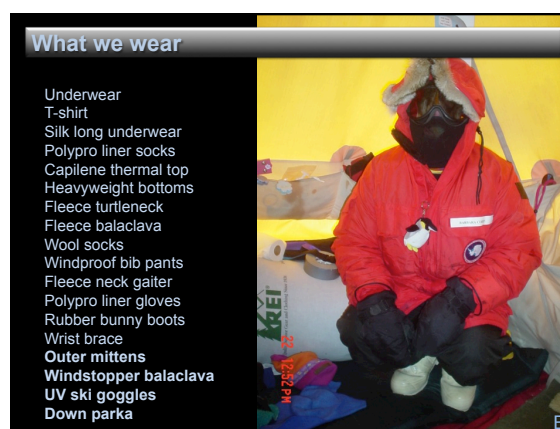 What we wear
Underwear
T-shirt
Silk long underwear
Polypro liner socks
Capilene thermal top
Heavyweight bottoms
Fleece turtleneck
Fleece balaclava
Wool socks
Windproof bib pants
Fleece neck gaiter
Polypro liner gloves
Rubber bunny boots
Wrist brace
Outer mittens
Windstopper balaclava
UV ski goggles
Down parka
REI
22 12:52PM